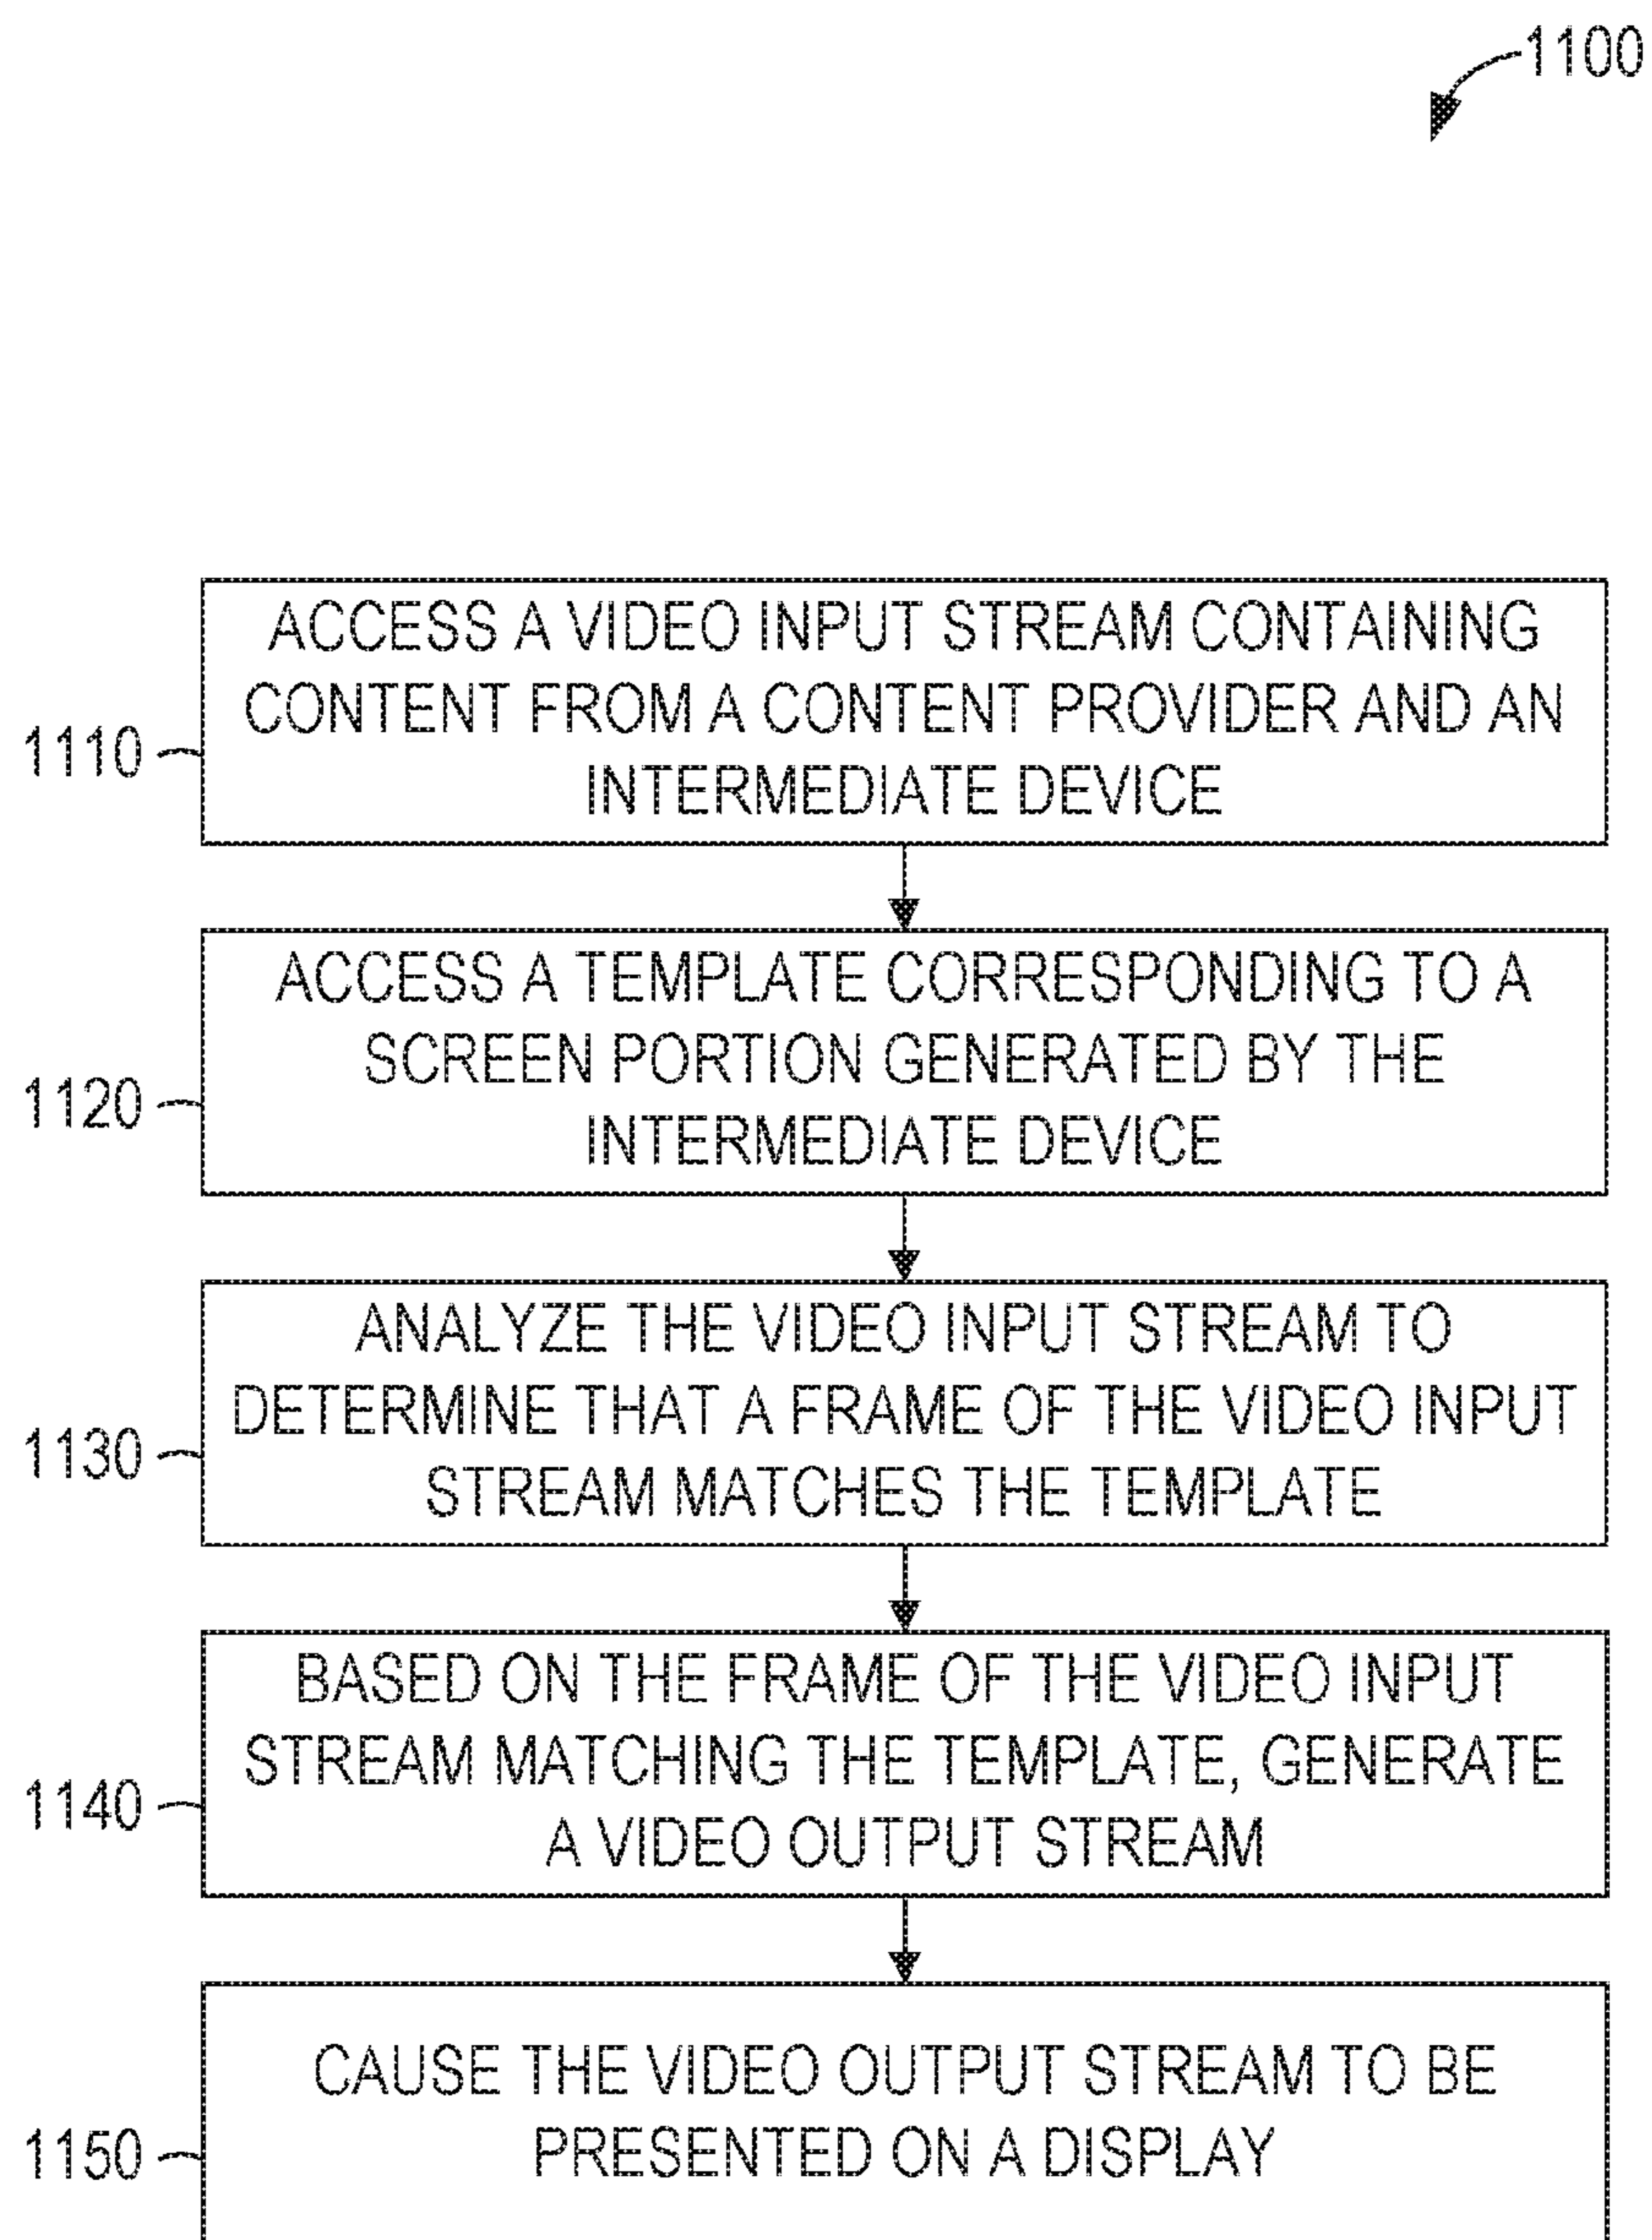 1100
ACCESS A VIDEO INPUT STREAM CONTAINING
CONTENT FROM A CONTENT PROVIDER AND AN
INTERMEDIATE DEVICE
1110
ACCESS A TEMPLATE CORRESPONDING TO A
SCREEN PORTION GENERATED BY THE
INTERMEDIATE DEVICE
1120
ANALYZE THE VIDEO INPUT STREAM TO
DETERMINE THAT A FRAME OF THE VIDEO INPUT
STREAM MATCHES THE TEMPLATE
1130
BASED ON THE FRAME OF THE VIDEO INPUT
STREAM MATCHING THE TEMPLATE, GENERATE
A VIDEO OUTPUT STREAM
1140
CAUSE THE VIDEO OUTPUT STREAM TO BE
PRESENTED ON A DISPLAY
1150